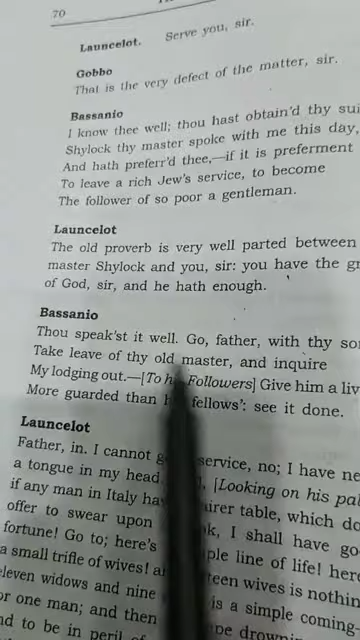 70
Launcelot. Serve you, sir.
Gobbo
That is the very defect of the matter, sir.
Bassanio
I know thee well; thou hast obtain'd thy
Shylock thy master spoke with me this day,
And hath preferr'd thee,—if it is preferment
To leave a rich Jew's service, to become
The follower of so poor a gentleman.
Launcelot
The old proverb is very well parted between
master Shylock and you, sir: you have the
of God, sir, and he hath enough.
Bassanio
Thou speak'st it well. Go, father, with thy
Take leave of thy old master, and inquire
My lodging out.—[To Followers] Give him a
More guarded than fellows': see it done.
Launcelot
Father, in. I cannot service, no; I have
a tongue in my head [Looking on his
if any man in Italy table, which
offer to swear upon I shall have
fortune! Go to; here's line of life!
a small trifle of wives!
eleven widows and nine wives is
one man; and then is a simple
to be in peril of